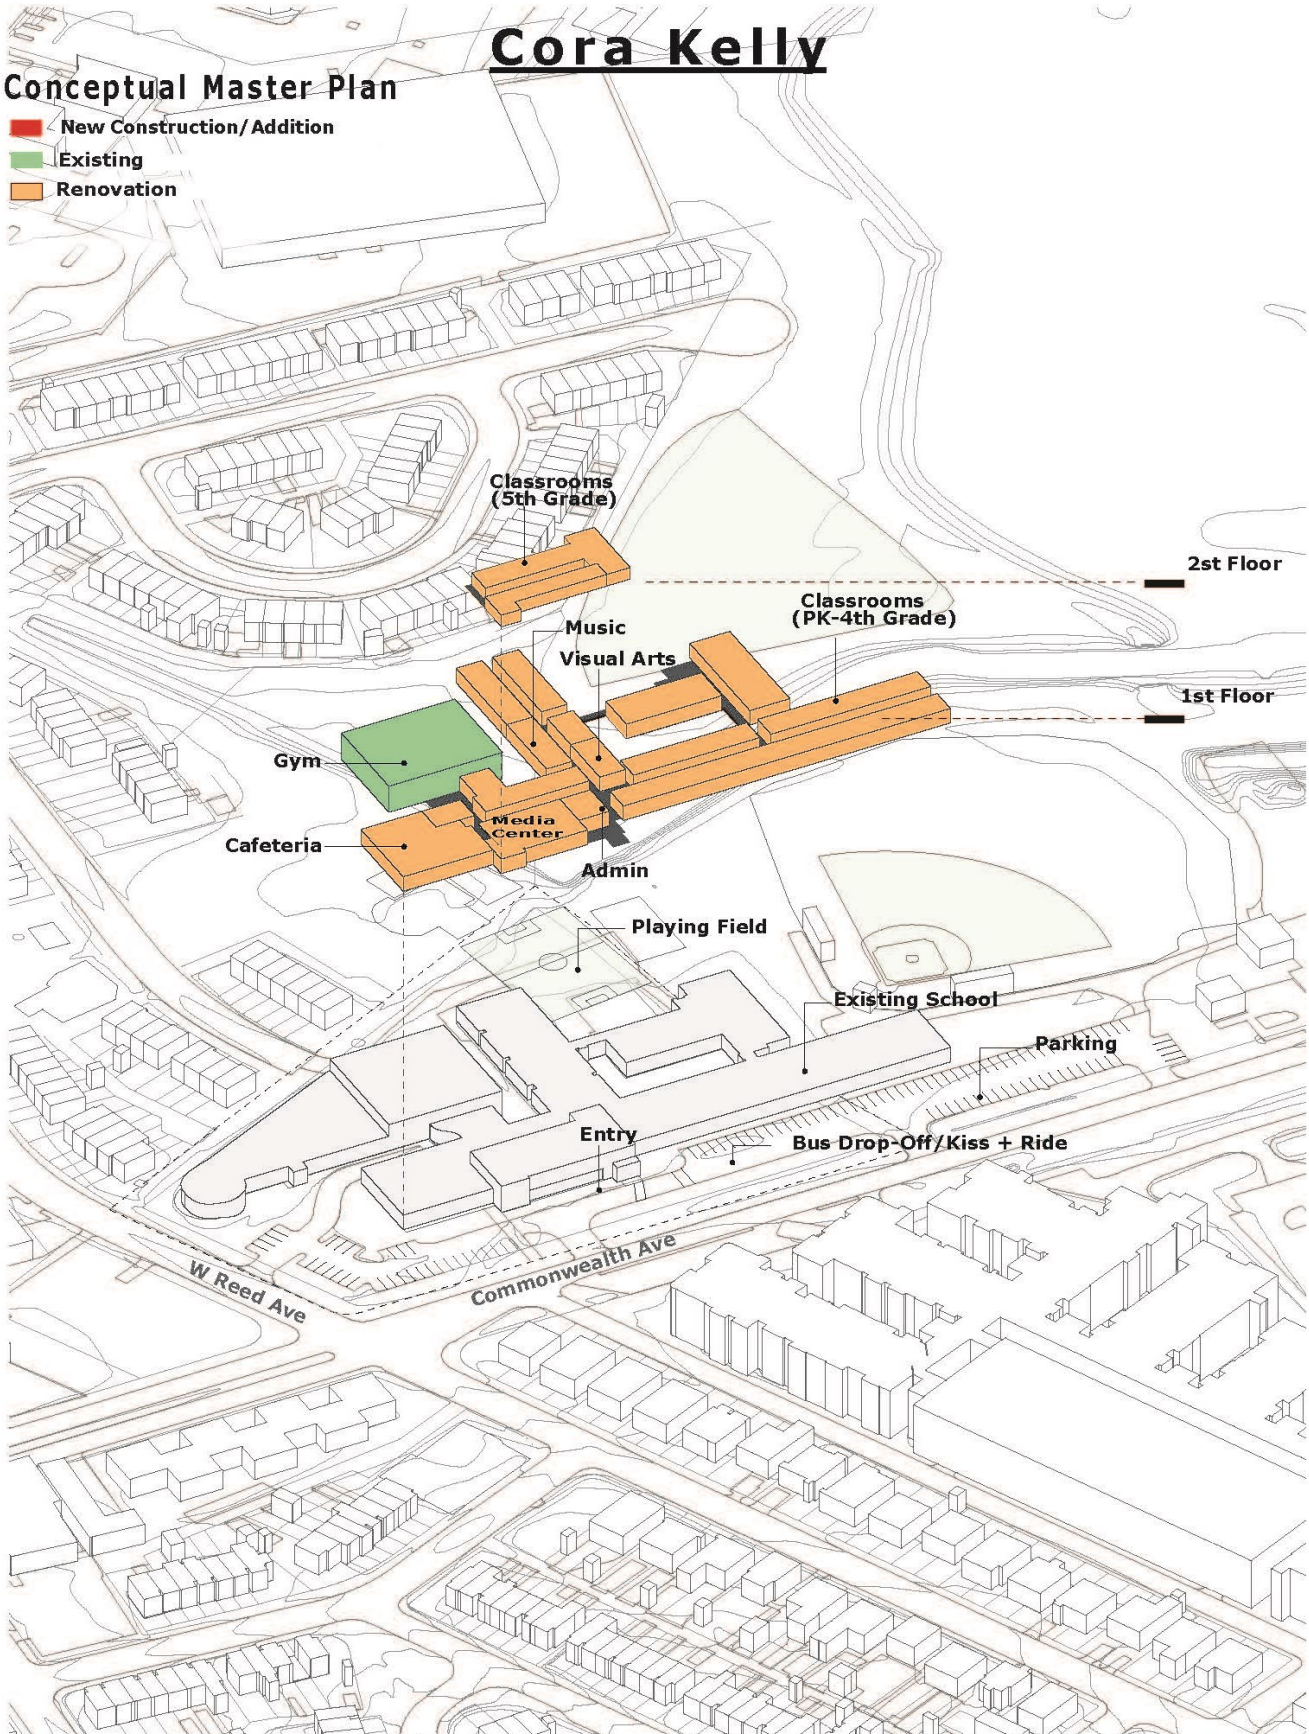 Cora Kelly
Conceptual Master Plan
New Construction/Addition
Existing
Renovation
Classrooms
(5th Grade)
2st Floor
Classrooms
(PK-4th Grade)
Music
Visual Arts
1st Floor
Gym
Media
Center
Cafeteria
Admin
Playing Field
Existing School
Parking
Entry
Bus Drop-Off/Kiss + Ride
W Reed Ave
Commonwealth Ave